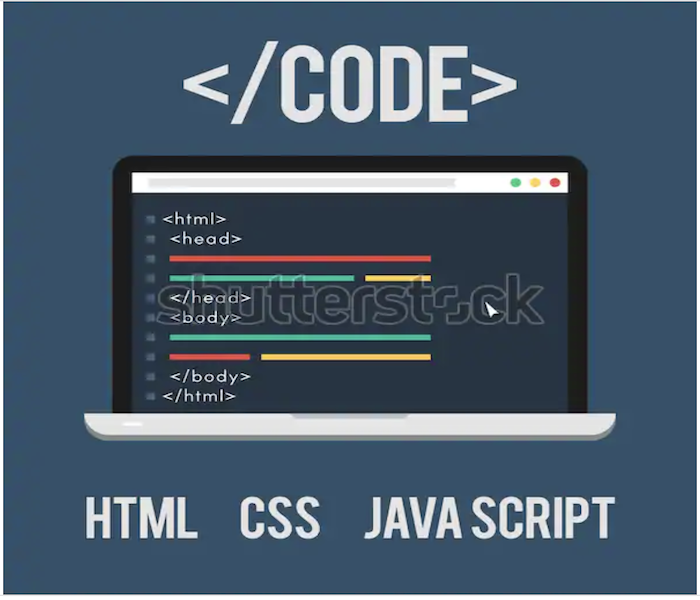 </CODE>
<html>
<head>
</head>
<body>
</body>
</html>
shutterstock
HTML CSS JAVA SCRIPT